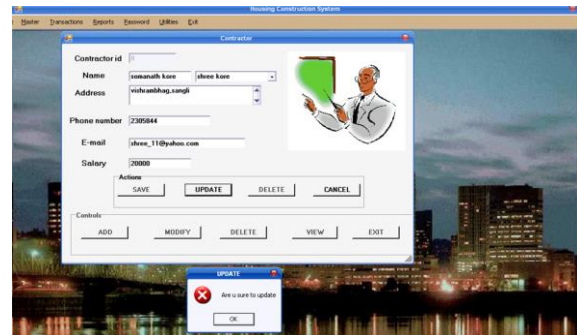 Housing Construction System
Master Transactions Reports Password Utilities Exit
Contractor
Contractor id
Name somanath kore shree kore
Address vishrambhag,sangli
Phone number 2305844
E-mail shree_11@yahoo.com
Salary 20000
Actions
SAVE UPDATE DELETE CANCEL
Controls
ADD MODIFY DELETE VIEW EXIT
UPDATE
Are u sure to update
OK